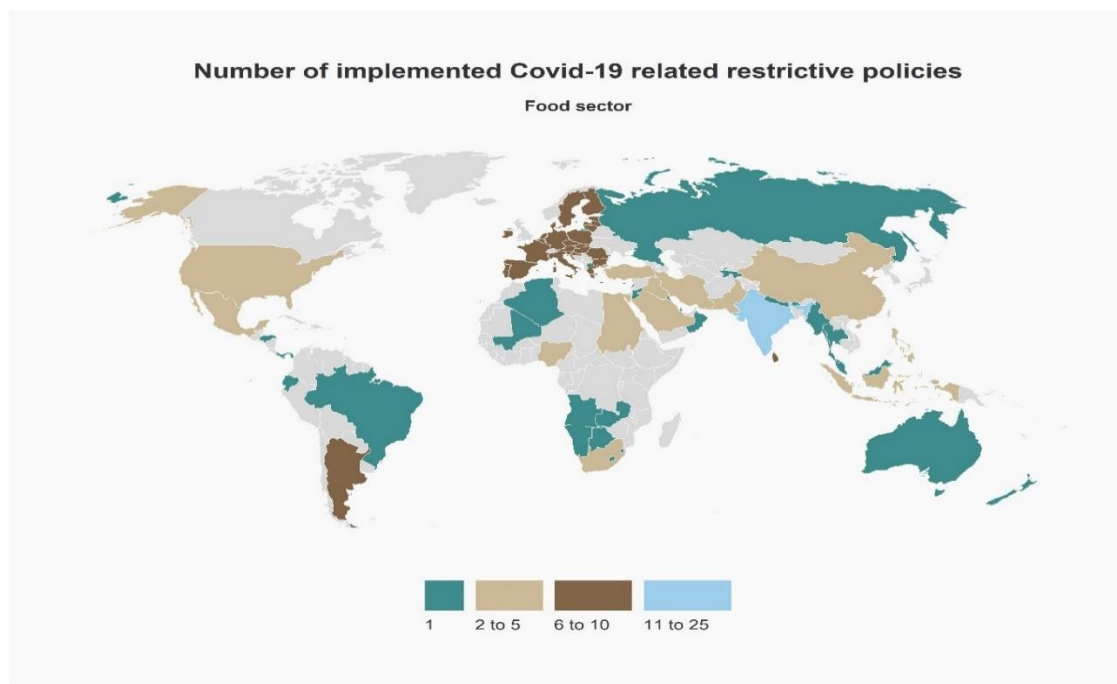 Number of implemented Covid-19 related restrictive policies
Food sector
1 2 to 5 6 to 10 11 to 25